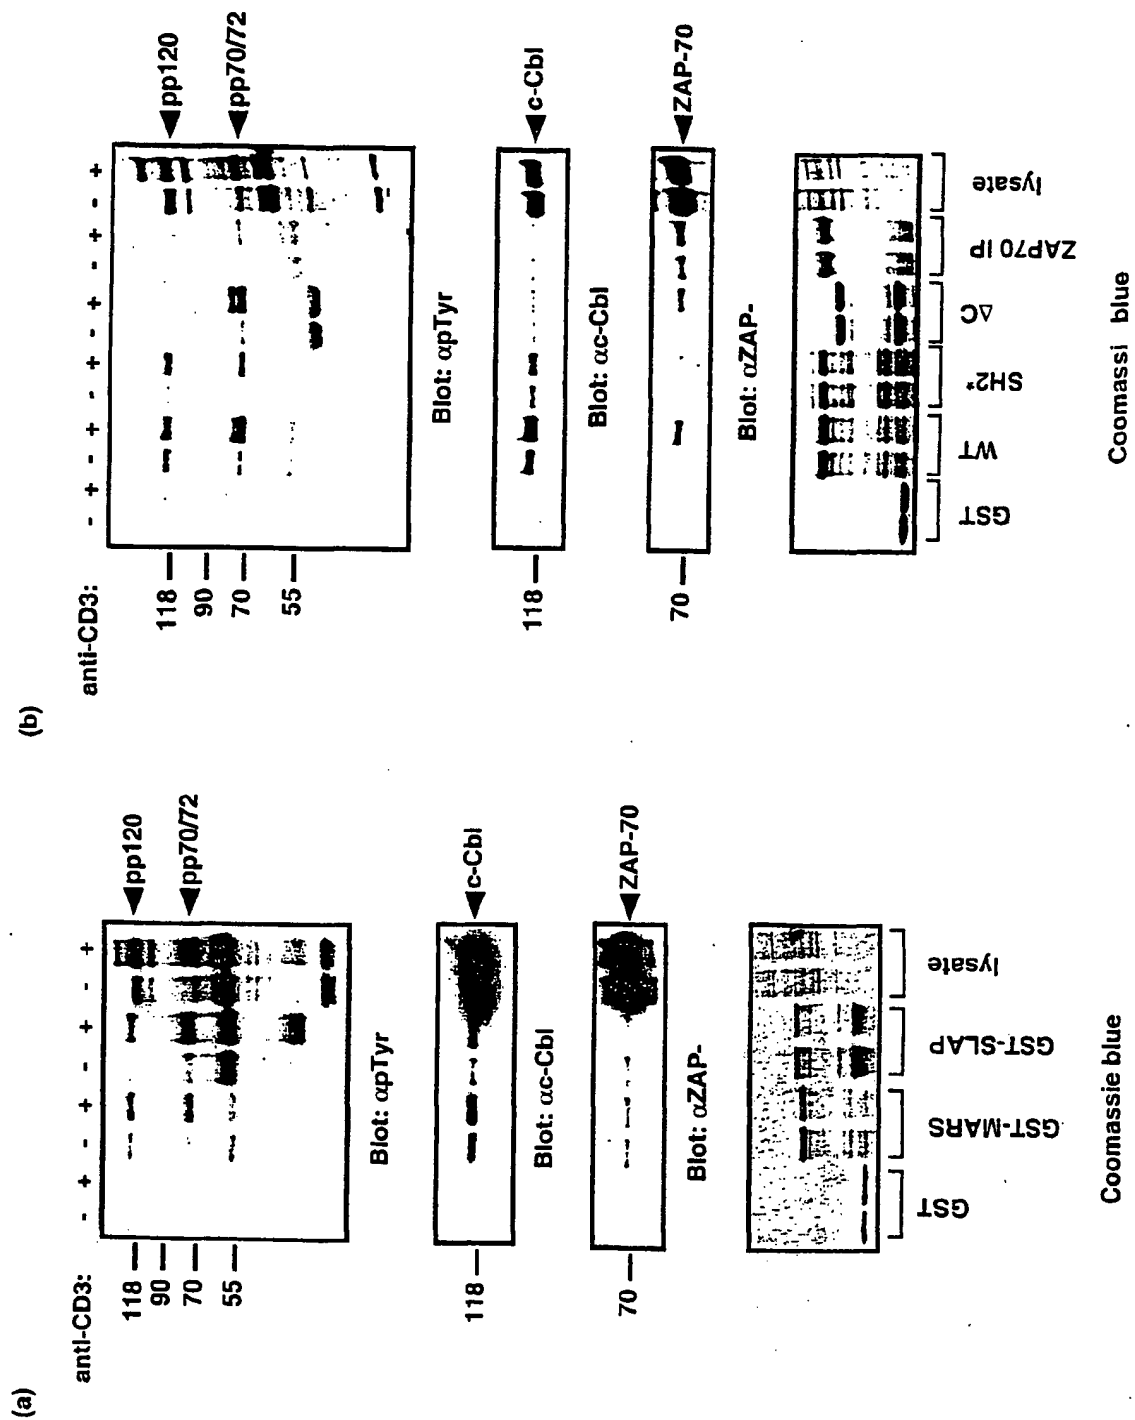 (a)
anti-CD3:
- + - + - + - +
118
90
70
55
pp120
pp70/72
Blot: αpTyr
118
c-Cbl
Blot: αc-Cbl
70
ZAP-70
Blot: αZAP-
GST
GST-MARS
GST-SLAP
lysate
Coomassie blue
(b)
anti-CD3:
- + - + - + - + - + - +
118
90
70
55
pp120
pp70/72
Blot: αpTyr
118
c-Cbl
Blot: αc-Cbl
70
ZAP-70
Blot: αZAP-
GST
WT
SH2*
ΔC
ZAP70 IP
lysate
Coomassi blue